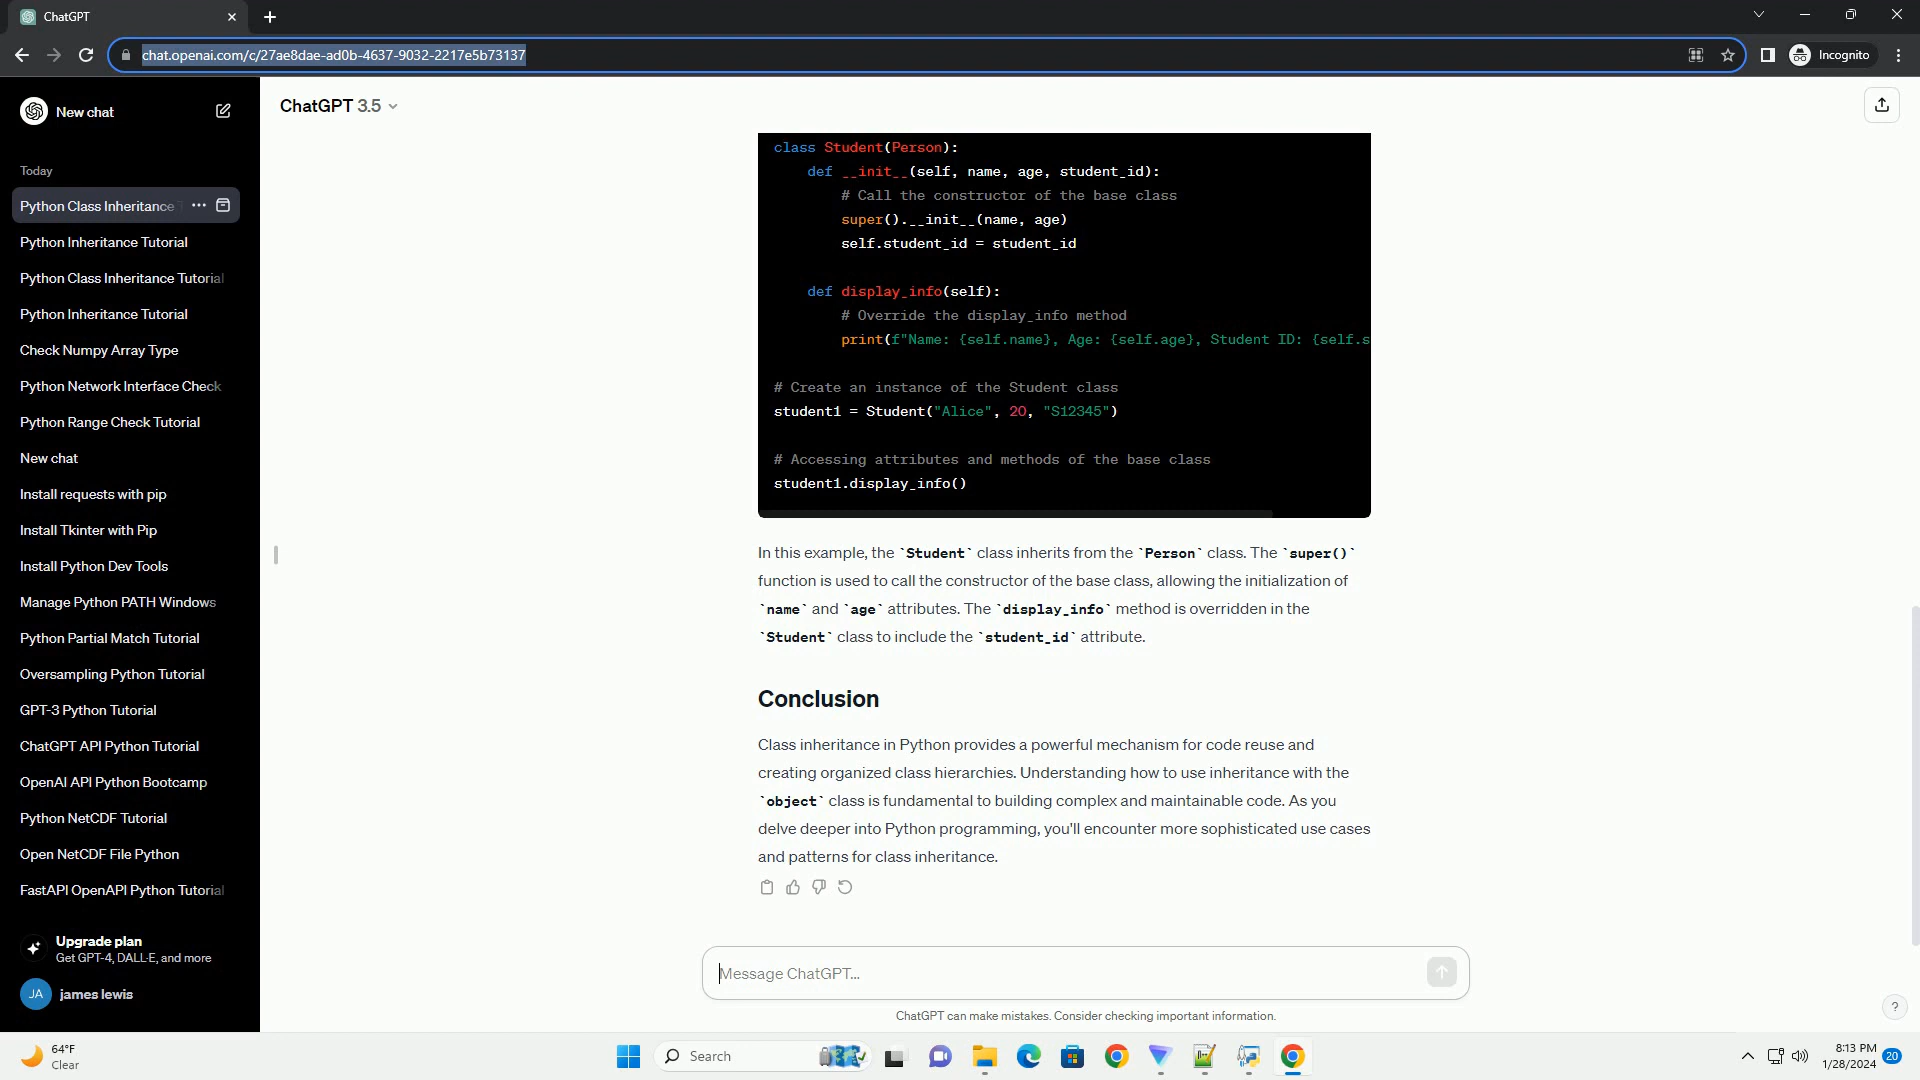 ChatGPT
chat.openai.com/c/27ae8dae-ad0b-4637-9032-2217e5b73137
Incognito
New chat
Today
Python Class Inheritance
Python Inheritance Tutorial
Python Class Inheritance Tutorial
Python Inheritance Tutorial
Check Numpy Array Type
Python Network Interface Check
Python Range Check Tutorial
New chat
Install requests with pip
Install Tkinter with Pip
Install Python Dev Tools
Manage Python PATH Windows
Python Partial Match Tutorial
Oversampling Python Tutorial
GPT-3 Python Tutorial
ChatGPT API Python Tutorial
OpenAI API Python Bootcamp
Python NetCDF Tutorial
Open NetCDF File Python
FastAPI OpenAPI Python Tutorial
Upgrade plan
Get GPT-4, DALL·E, and more
JA james lewis
ChatGPT 3.5
class Student(Person):
def __init__(self, name, age, student_id):
# Call the constructor of the base class
super().__init__(name, age)
self.student_id = student_id
def display_info(self):
# Override the display_info method
print(f"Name: {self.name}, Age: {self.age}, Student ID: {self.s
# Create an instance of the Student class
student1 = Student("Alice", 20, "S12345")
# Accessing attributes and methods of the base class
student1.display_info()
In this example, the `Student` class inherits from the `Person` class. The `super()`
function is used to call the constructor of the base class, allowing the initialization of
`name` and `age` attributes. The `display_info` method is overridden in the
`Student` class to include the `student_id` attribute.
Conclusion
Class inheritance in Python provides a powerful mechanism for code reuse and
creating organized class hierarchies. Understanding how to use inheritance with the
`object` class is fundamental to building complex and maintainable code. As you
delve deeper into Python programming, you'll encounter more sophisticated use cases
and patterns for class inheritance.
Message ChatGPT...
ChatGPT can make mistakes. Consider checking important information.
?
64°F
Clear
Search
8:13 PM
1/28/2024
20